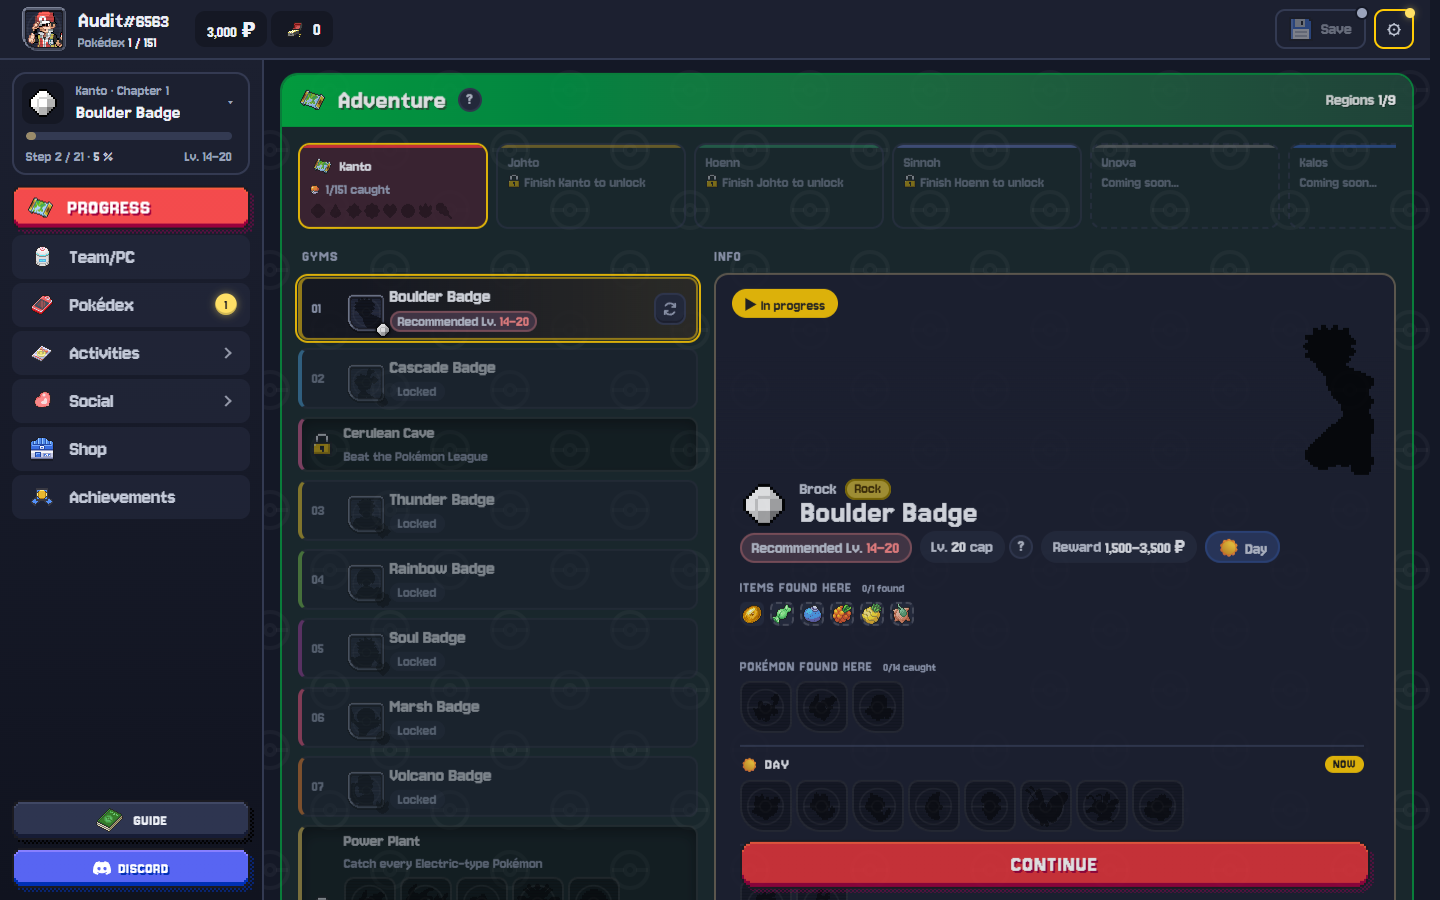 Audit#6563
Pokédex 1 / 151
3,000 ₽
0
Save
Kanto · Chapter 1
Boulder Badge
Step 2 / 21 · 5 %
Lv. 14–20
PROGRESS
Team/PC
Pokédex
1
Activities
Social
Shop
Achievements
GUIDE
DISCORD
Adventure
?
Regions 1/9
Kanto
1/151 caught
Johto
Finish Kanto to unlock
Hoenn
Finish Johto to unlock
Sinnoh
Finish Hoenn to unlock
Unova
Coming soon…
Kalos
Coming soon…
GYMS
01
Boulder Badge
Recommended Lv. 14–20
02
Cascade Badge
Locked
Cerulean Cave
Beat the Pokémon League
03
Thunder Badge
Locked
04
Rainbow Badge
Locked
05
Soul Badge
Locked
06
Marsh Badge
Locked
07
Volcano Badge
Locked
Power Plant
Catch every Electric-type Pokémon
INFO
In progress
Brock
Rock
Boulder Badge
Recommended Lv. 14–20
Lv. 20 cap
?
Reward 1,500–3,500 ₽
Day
ITEMS FOUND HERE 0/1 found
POKÉMON FOUND HERE 0/14 caught
DAY
NOW
CONTINUE